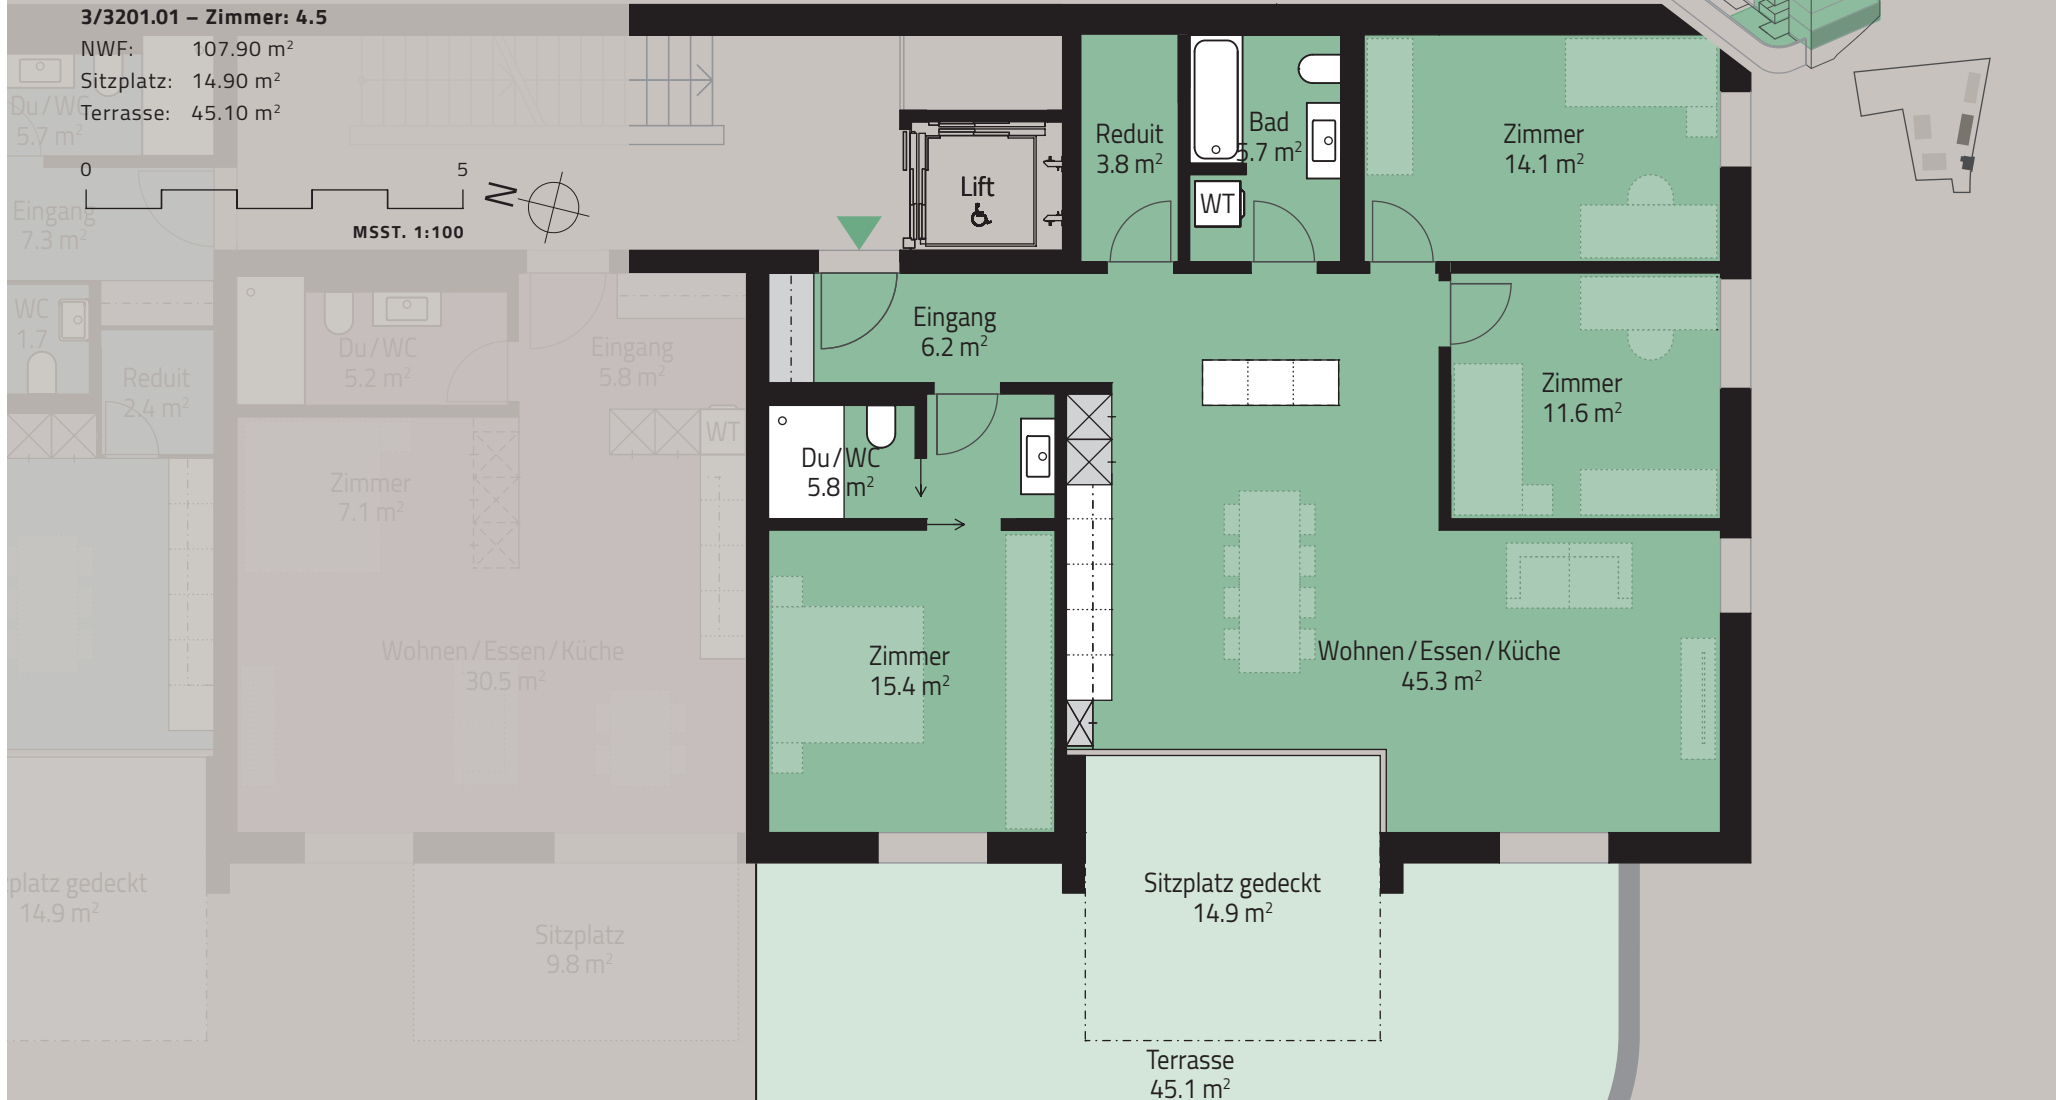 3/3201.01 – Zimmer: 4.5
NWF: 107.90 m²
Sitzplatz: 14.90 m²
Terrasse: 45.10 m²
0 5
MSST. 1:100
N
Du/WC
5.7 m²
Eingang
7.3 m²
WC
1.7
Reduit
2.4 m²
Du/WC
5.2 m²
Eingang
5.8 m²
WT
Zimmer
7.1 m²
Wohnen/Essen/Küche
30.5 m²
platz gedeckt
14.9 m²
Sitzplatz
9.8 m²
Lift
Reduit
3.8 m²
Bad
5.7 m²
WT
Zimmer
14.1 m²
Eingang
6.2 m²
Zimmer
11.6 m²
Du/WC
5.8 m²
Zimmer
15.4 m²
Wohnen/Essen/Küche
45.3 m²
Sitzplatz gedeckt
14.9 m²
Terrasse
45.1 m²